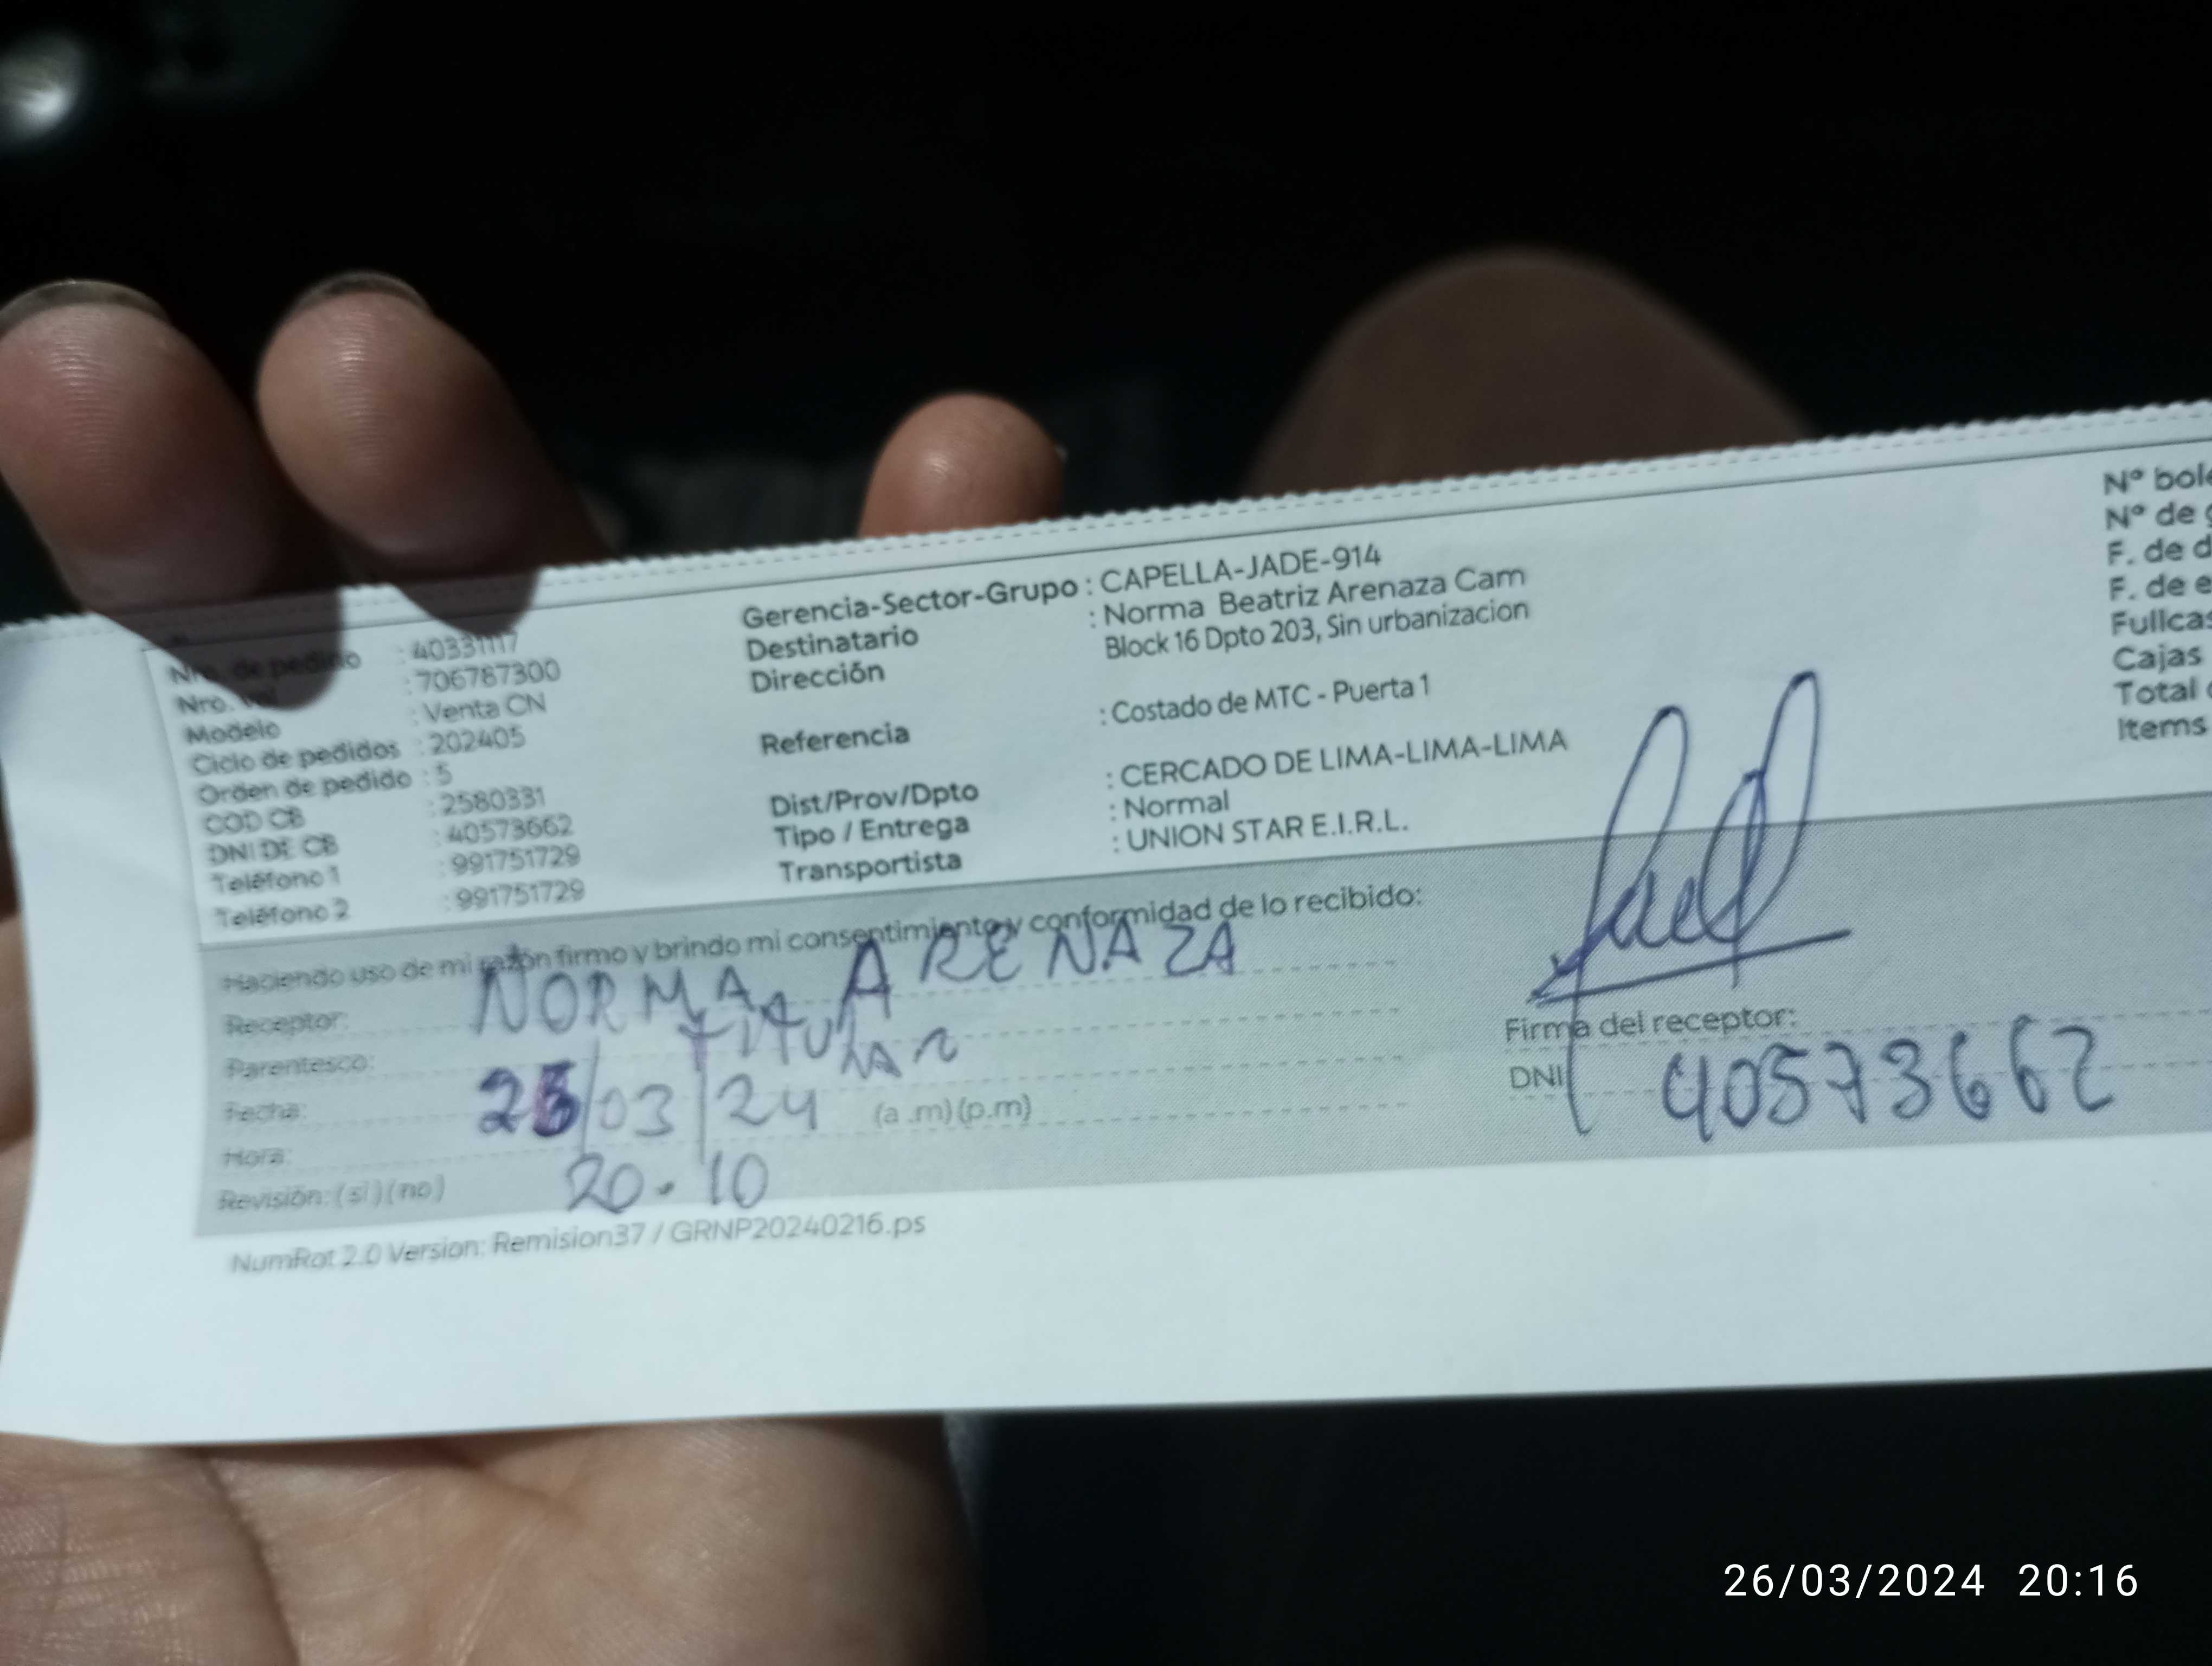 Nro. de pedido : 40331117
Nro.
: 706787300
Modelo : Venta CN
Ciclo de pedidos : 202405
Orden de pedido : 5
COD CB : 2580331
DNI DE CB : 40573662
Teléfono 1 : 991751729
Teléfono 2 : 991751729
Gerencia-Sector-Grupo : CAPELLA-JADE-914
Destinatario : Norma Beatriz Arenaza Cam
Dirección Block 16 Dpto 203, Sin urbanizacion
Referencia : Costado de MTC - Puerta 1
Dist/Prov/Dpto : CERCADO DE LIMA-LIMA-LIMA
Tipo / Entrega : Normal
Transportista : UNION STAR E.I.R.L.
Nº
Nº de
F. de
F. de
Cajas
Total
Items
Haciendo uso de mi razón firmo y brindo mi consentimiento y conformidad de lo recibido:
Receptor: NORMA ARENAZA
Parentesco: TITULAR
Fecha: /03/24 (a .m) (p.m)
Hora: 20.10
Revisión: (si) (no)
Firma del receptor:
DNI 40573662
NumRot 2.0 Version: Remision37 / GRNP20240216.ps
26/03/2024 20:16